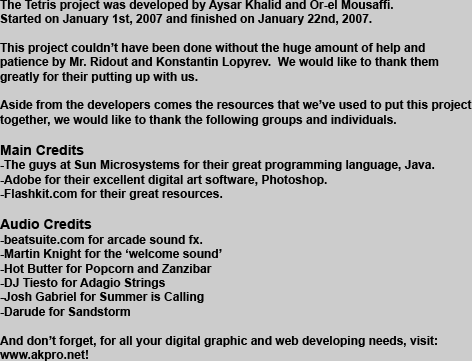 The Tetris project was developed by Aysar Khalid and Or-el Mousaffi.
Started on January 1st, 2007 and finished on January 22nd, 2007.
This project couldn’t have been done without the huge amount of help and
patience by Mr. Ridout and Konstantin Lopyrev.  We would like to thank them
greatly for their putting up with us.
Aside from the developers comes the resources that we’ve used to put this project
together, we would like to thank the following groups and individuals.
Main Credits
-The guys at Sun Microsystems for their great programming language, Java.
-Adobe for their excellent digital art software, Photoshop.
-Flashkit.com for their great resources.
Audio Credits
-beatsuite.com for arcade sound fx.
-Martin Knight for the ‘welcome sound’
-Hot Butter for Popcorn and Zanzibar
-DJ Tiesto for Adagio Strings
-Josh Gabriel for Summer is Calling
-Darude for Sandstorm
And don’t forget, for all your digital graphic and web developing needs, visit:
www.akpro.net!